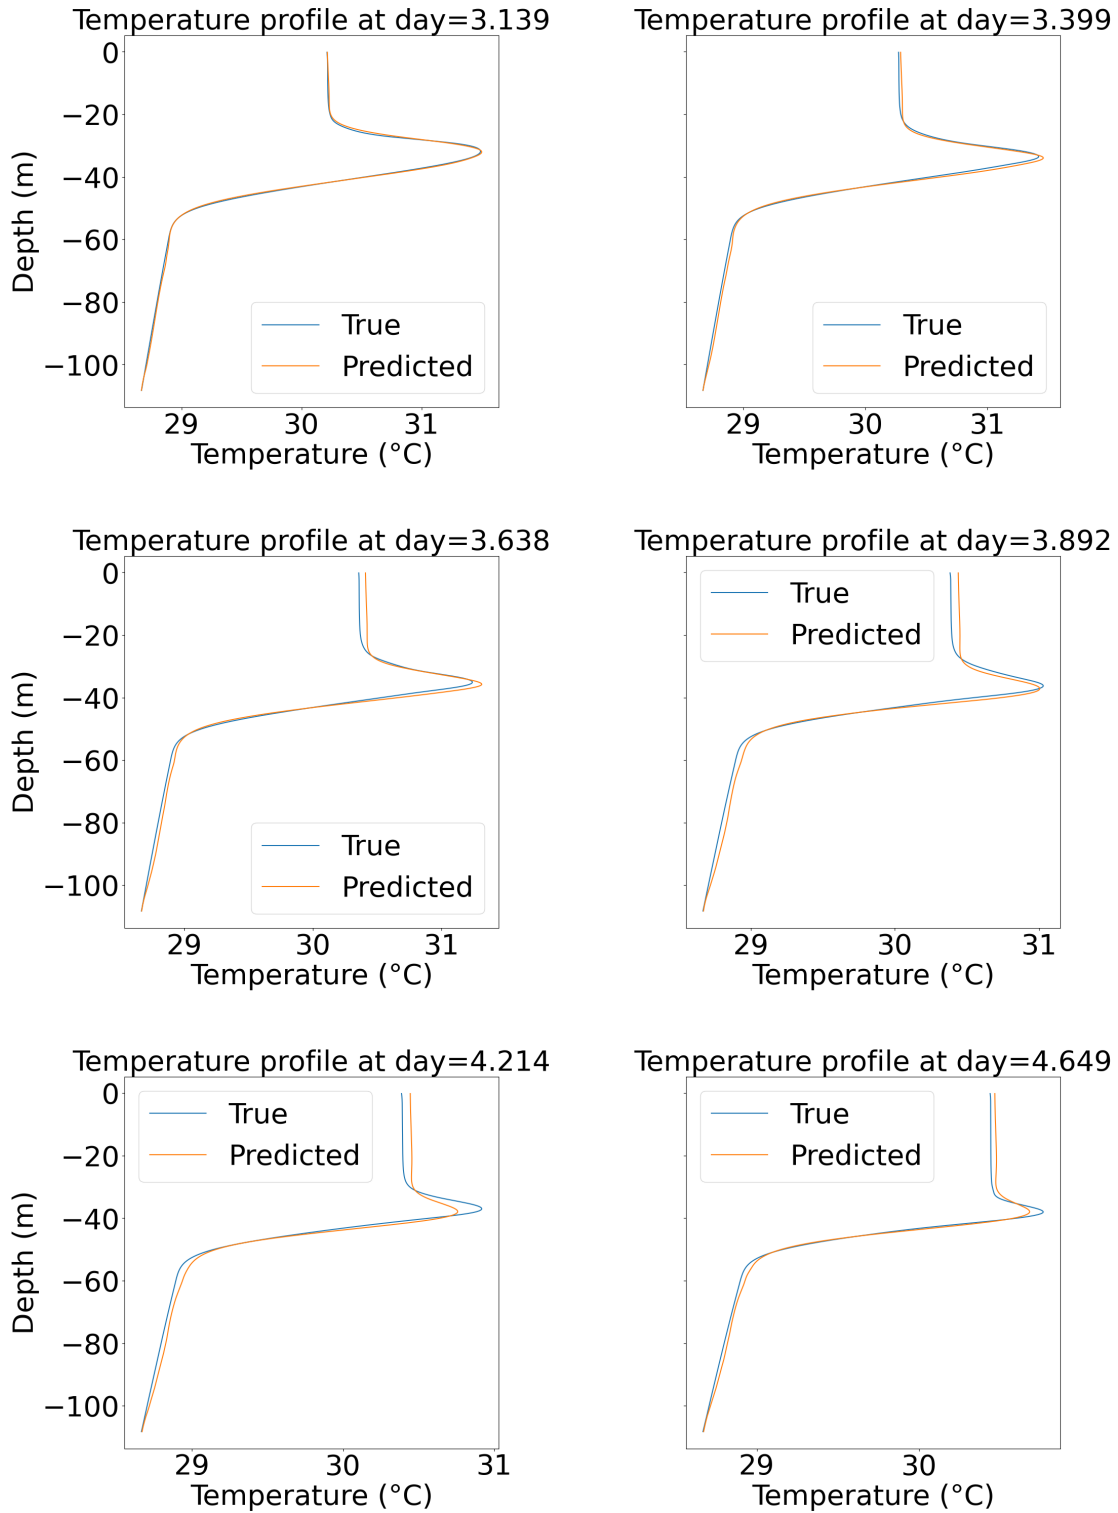 Temperature profile at day=3.139
0
−20
−40
−60
−80
−100
Depth (m)
True
Predicted
29 30 31
Temperature (°C)
Temperature profile at day=3.399
True
Predicted
29 30 31
Temperature (°C)
Temperature profile at day=3.638
0
−20
−40
−60
−80
−100
Depth (m)
True
Predicted
29 30 31
Temperature (°C)
Temperature profile at day=3.892
True
Predicted
29 30 31
Temperature (°C)
Temperature profile at day=4.214
0
−20
−40
−60
−80
−100
Depth (m)
True
Predicted
29 30 31
Temperature (°C)
Temperature profile at day=4.649
True
Predicted
29 30
Temperature (°C)